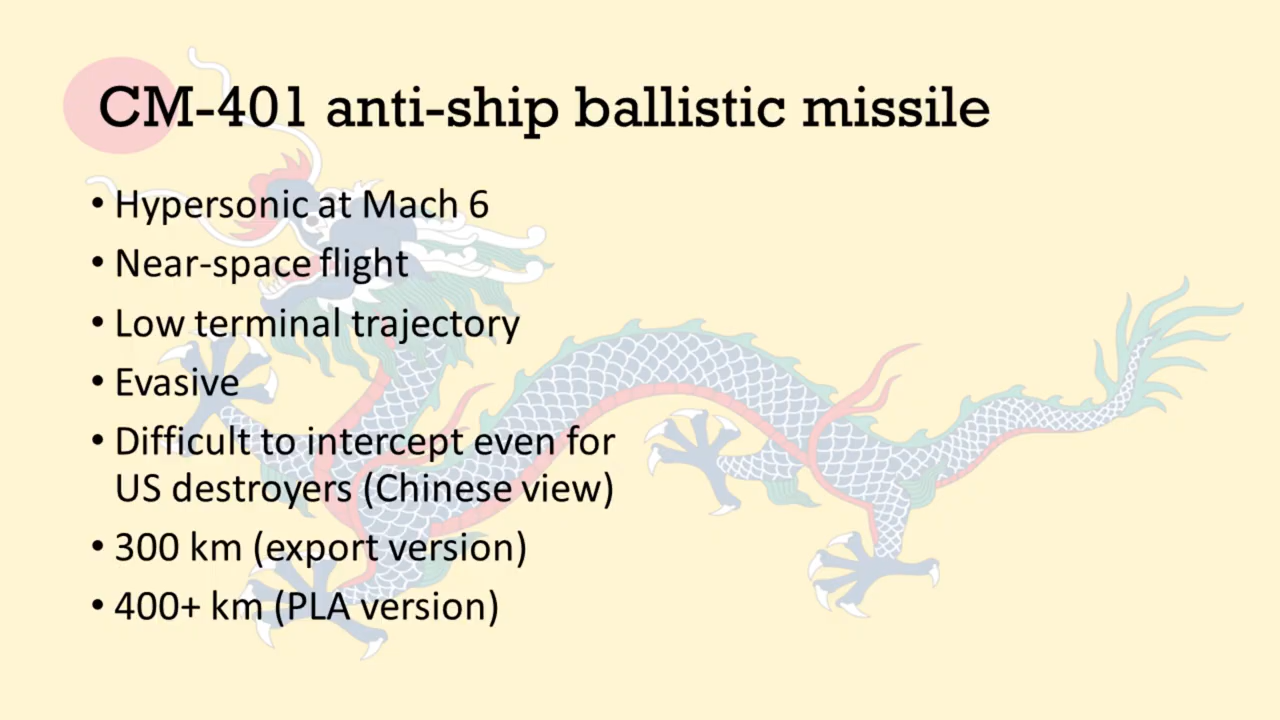 CM-401 anti-ship ballistic missile
• Hypersonic at Mach 6
• Near-space flight
• Low terminal trajectory
• Evasive
• Difficult to intercept even for
US destroyers (Chinese view)
• 300 km (export version)
• 400+ km (PLA version)